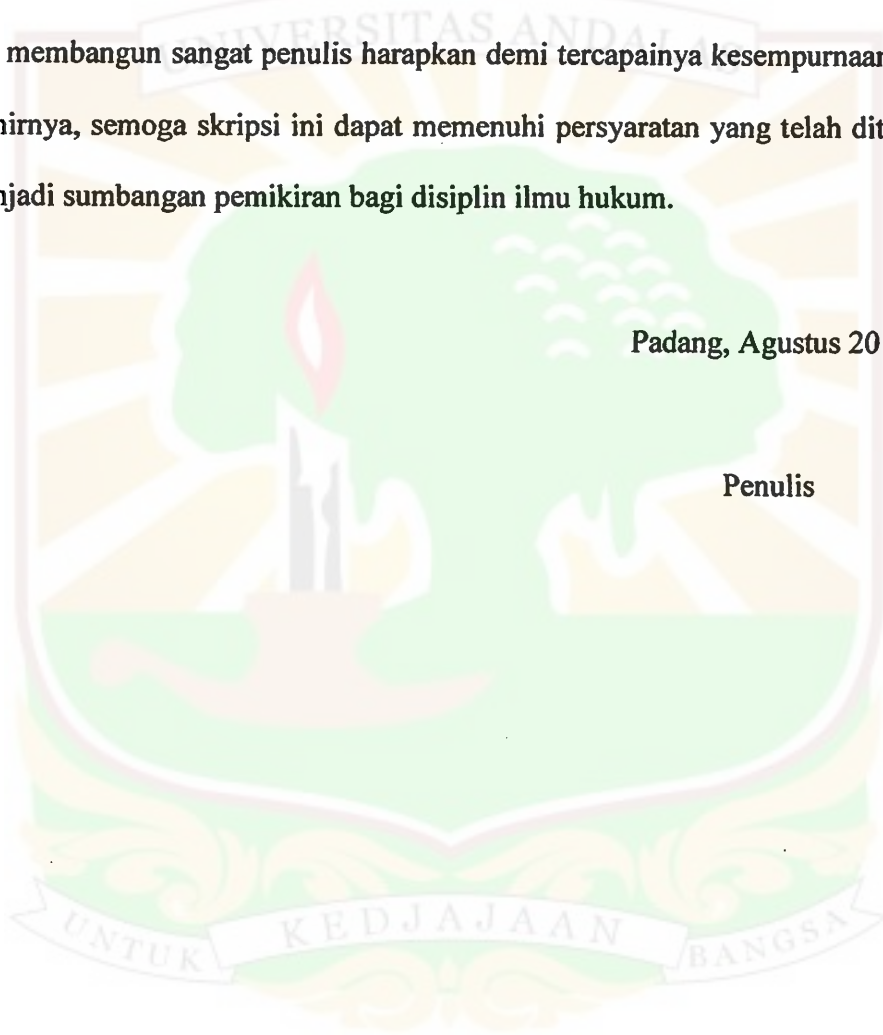 UNIVERSITAS ANDALAS
membangun sangat penulis harapkan demi tercapainya kesempurnaan
hirnya, semoga skripsi ini dapat memenuhi persyaratan yang telah dit
njadi sumbangan pemikiran bagi disiplin ilmu hukum.
Padang, Agustus 20
Penulis
UNTUK KEDJAJAAN BANGSA